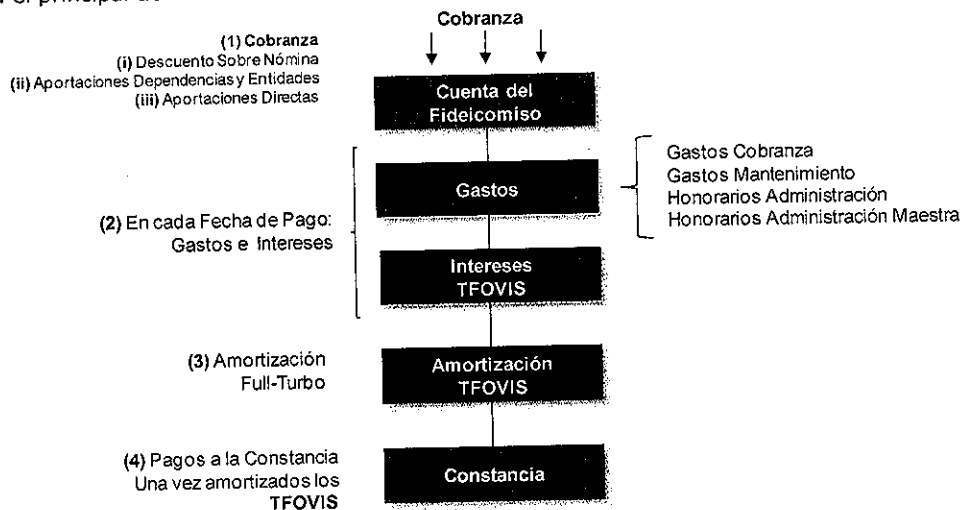 el principal de
Cobranza
(1) Cobranza
(i) Descuento Sobre Nómina
(ii) Aportaciones Dependencias y Entidades
(iii) Aportaciones Directas
Cuenta del
Fideicomiso
Gastos
Gastos Cobranza
Gastos Mantenimiento
Honorarios Administración
Honorarios Administración Maestra
(2) En cada Fecha de Pago:
Gastos e Intereses
Intereses
TFOVIS
(3) Amortización
Full-Turbo
Amortización
TFOVIS
(4) Pagos a la Constancia
Una vez amortizados los
TFOVIS
Constancia